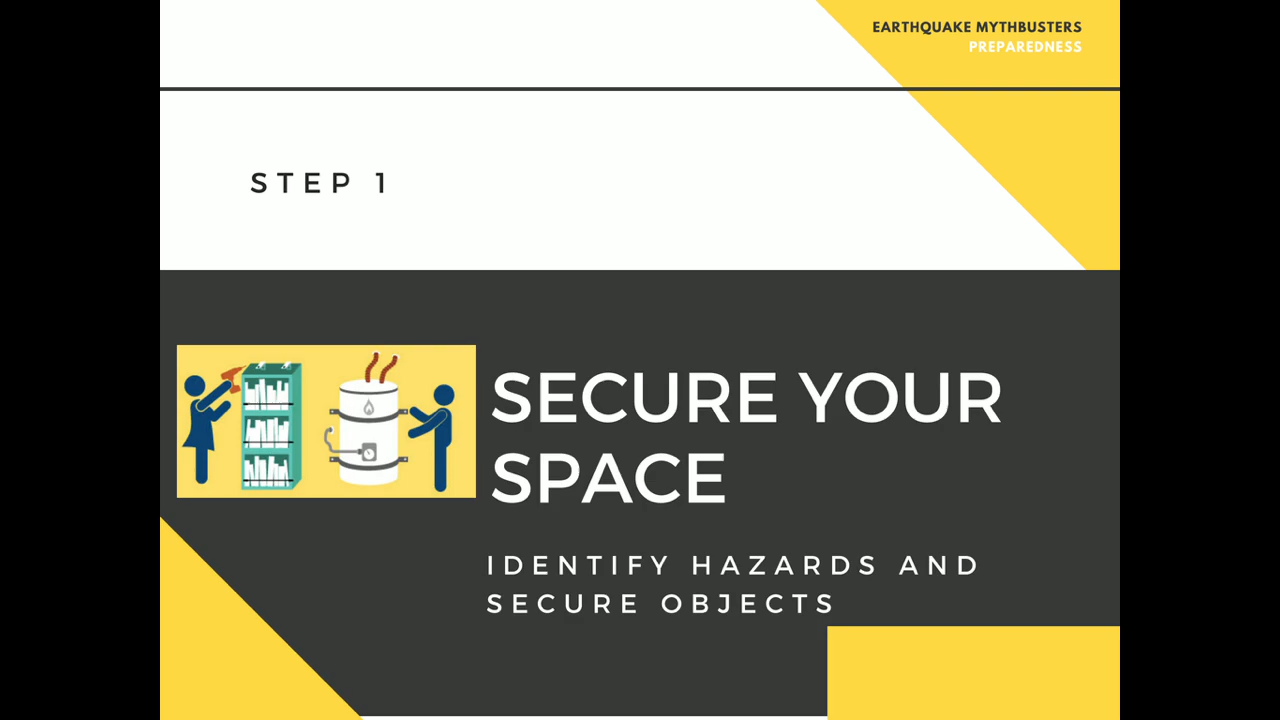 EARTHQUAKE MYTHBUSTERS
PREPAREDNESS
STEP 1
SECURE YOUR
SPACE
IDENTIFY HAZARDS AND
SECURE OBJECTS